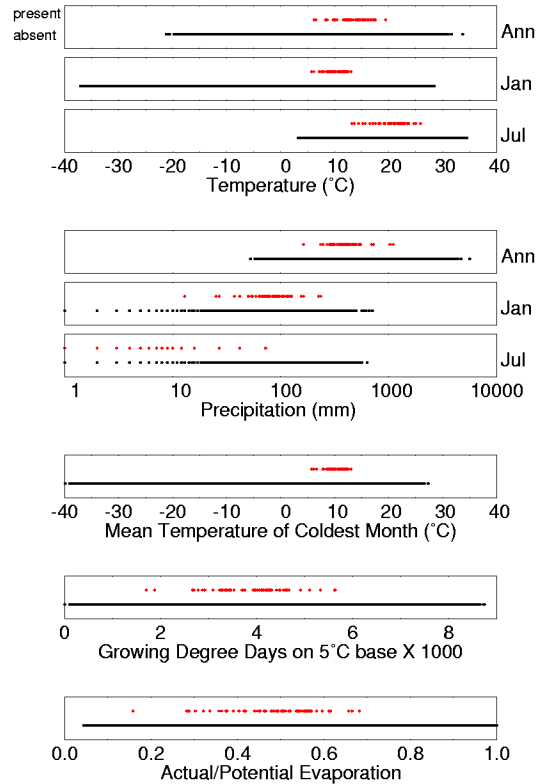 present
absent
Ann
Jan
Jul
-40 -30 -20 -10 0 10 20 30 40
Temperature (˚C)
Ann
Jan
Jul
1 10 100 1000 10000
Precipitation (mm)
-40 -30 -20 -10 0 10 20 30 40
Mean Temperature of Coldest Month (˚C)
0 2 4 6 8
Growing Degree Days on 5˚C base X 1000
0.0 0.2 0.4 0.6 0.8 1.0
Actual/Potential Evaporation